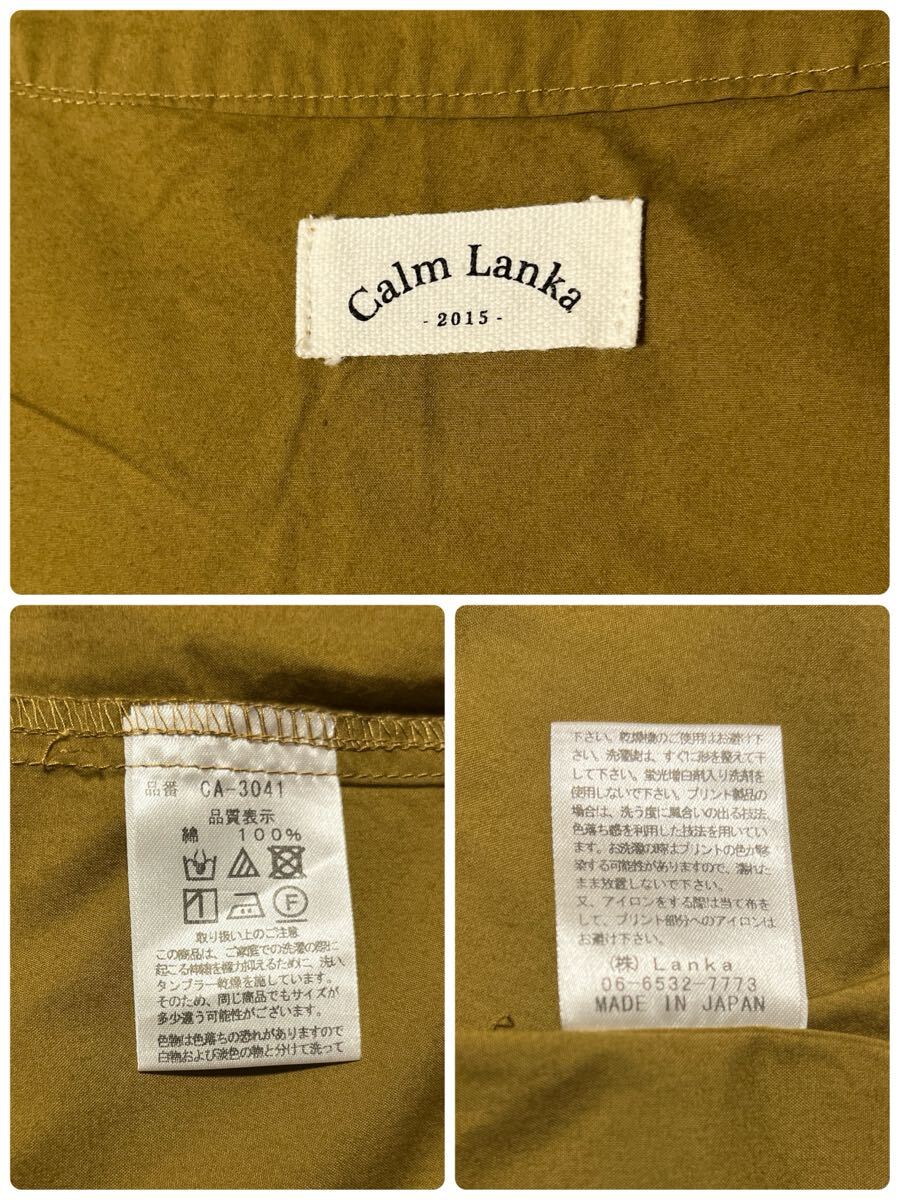 Calm Lanka
- 2015 -
品番 CA-3041
品質表示
綿 100%
取り扱い上のご注意
この商品は、ご家庭での洗濯の際に
起こる伸縮を極力抑えるために、洗い、
タンブラー乾燥を施しています。
そのため、同じ商品でもサイズが
多少違う可能性がございます。
色物は色落ちの恐れがありますので
白物および淡色の物と分けて洗って
下さい。乾燥機のご使用はお避け下
さい。洗濯後は、すぐに形を整えて干
して下さい。蛍光増白剤入り洗剤を
使用しないで下さい。プリント製品の
場合は、洗う度に風合いの出る技法、
色落ち感を利用した技法を用いてい
ます。お洗濯の時はプリントの色が移
染する可能性がありますので、濡れた
まま放置しないで下さい。
又、アイロンをする際は当て布を
して、プリント部分へのアイロンは
お避け下さい。
(株) Lanka
06-6532-7773
MADE IN JAPAN